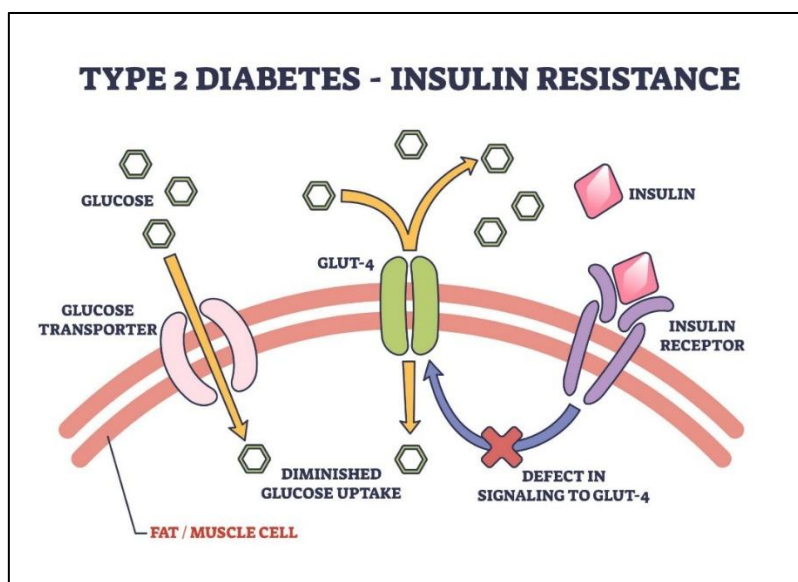 TYPE 2 DIABETES - INSULIN RESISTANCE
GLUCOSE
INSULIN
GLUT-4
GLUCOSE
TRANSPORTER
INSULIN
RECEPTOR
DIMINISHED
GLUCOSE UPTAKE
DEFECT IN
SIGNALING TO GLUT-4
FAT / MUSCLE CELL